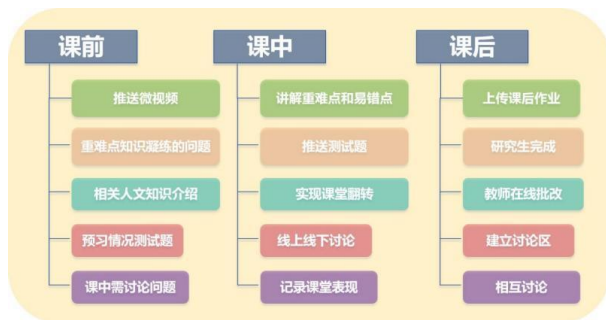 课前
推送微视频
重难点知识凝练的问题
相关人文知识介绍
预习情况测试题
课中需讨论问题
课中
讲解重难点和易错点
推送测试题
实现课堂翻转
线上线下讨论
记录课堂表现
课后
上传课后作业
研究生完成
教师在线批改
建立讨论区
相互讨论